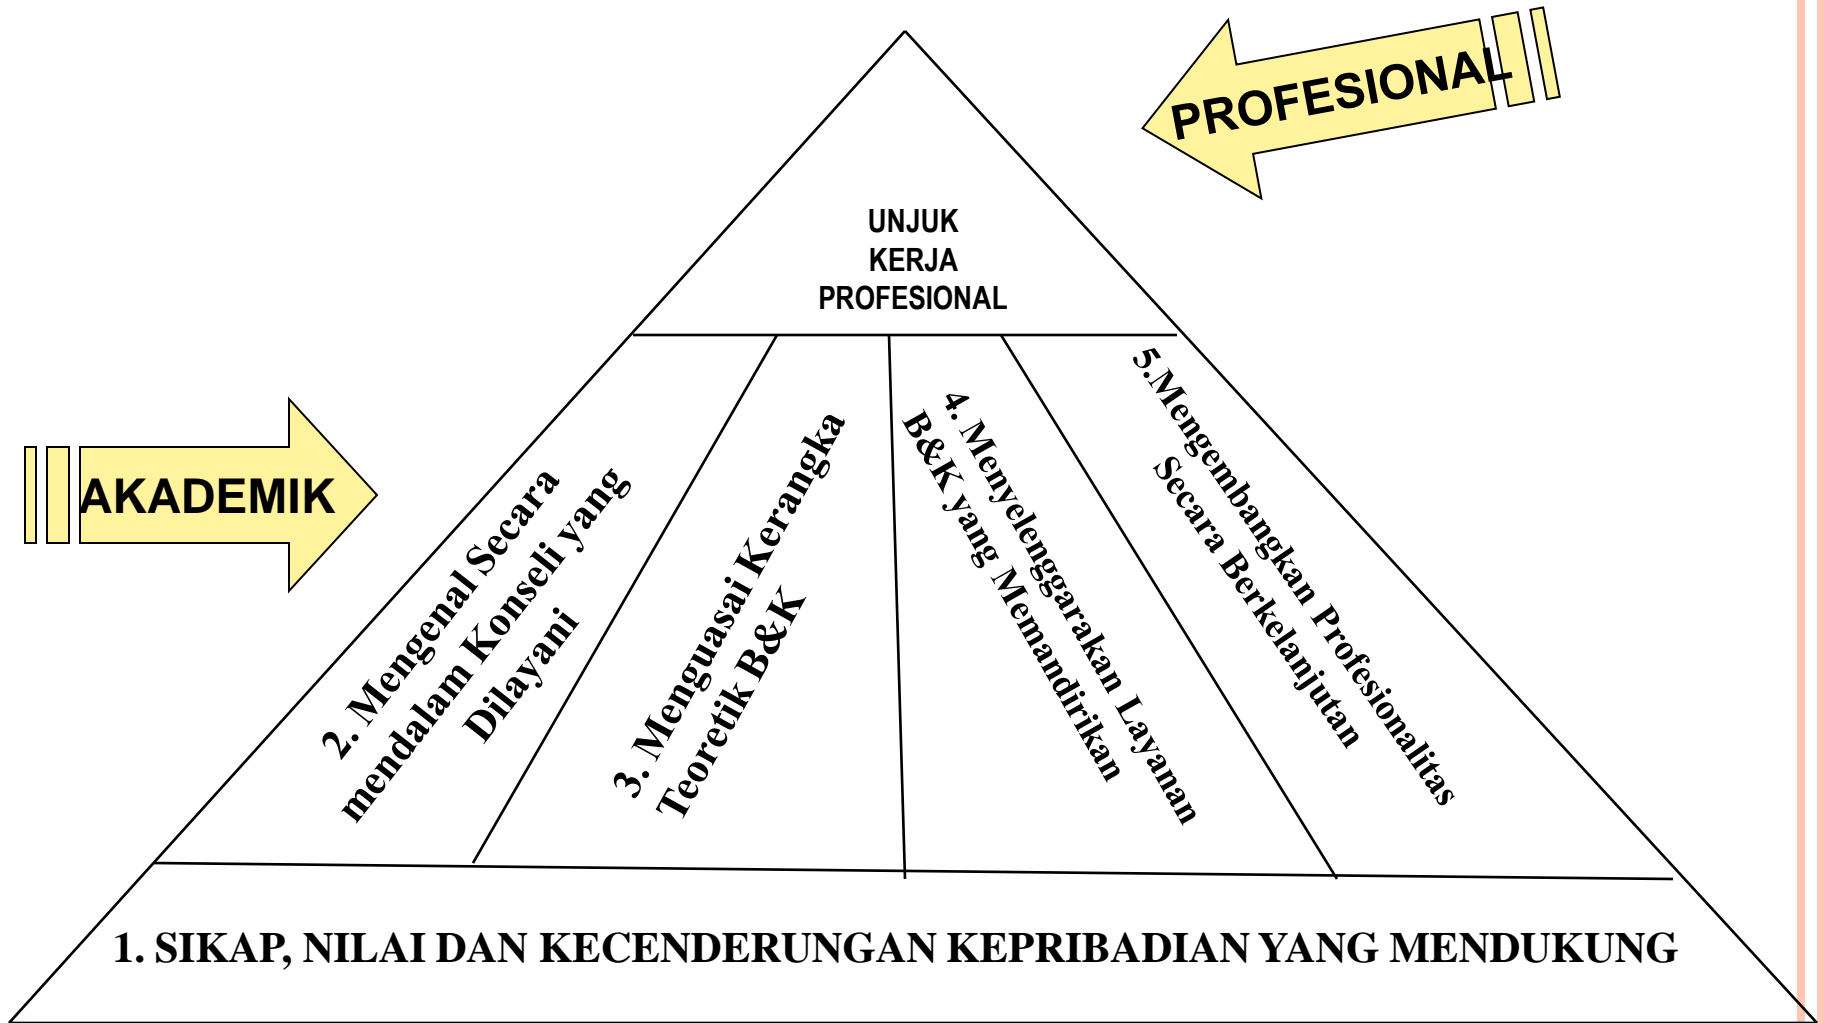 PROFESIONAL
UNJUK
KERJA
PROFESIONAL
AKADEMIK
2. Mengenal Secara
mendalam Konseli yang
Dilayani
3. Menguasai Kerangka
Teoretik B&K
4. Menyelenggarakan Layanan
B&K yang Memandirikan
5.Mengembangkan Profesionalitas
Secara Berkelanjutan
1. SIKAP, NILAI DAN KECENDERUNGAN KEPRIBADIAN YANG MENDUKUNG